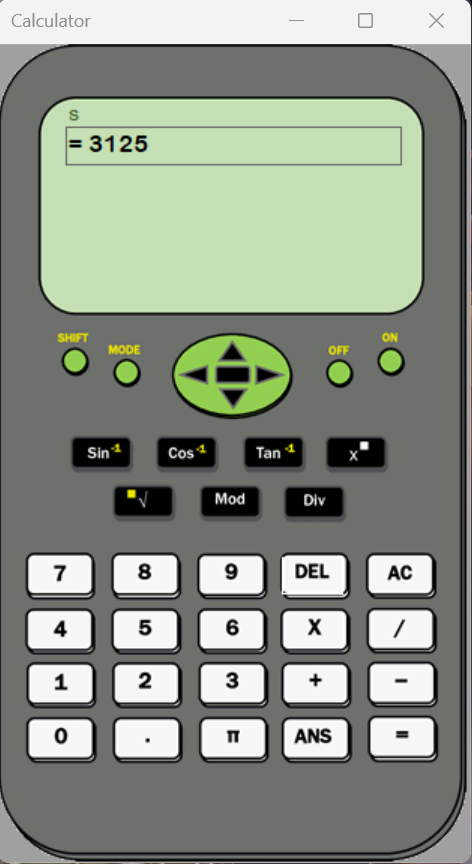 Calculator
S
= 3125
SHIFT
MODE
OFF
ON
Sin-1 Cos-1 Tan-1 x
√ Mod Div
7 8 9 DEL AC
4 5 6 X /
1 2 3 + −
0 . π ANS =